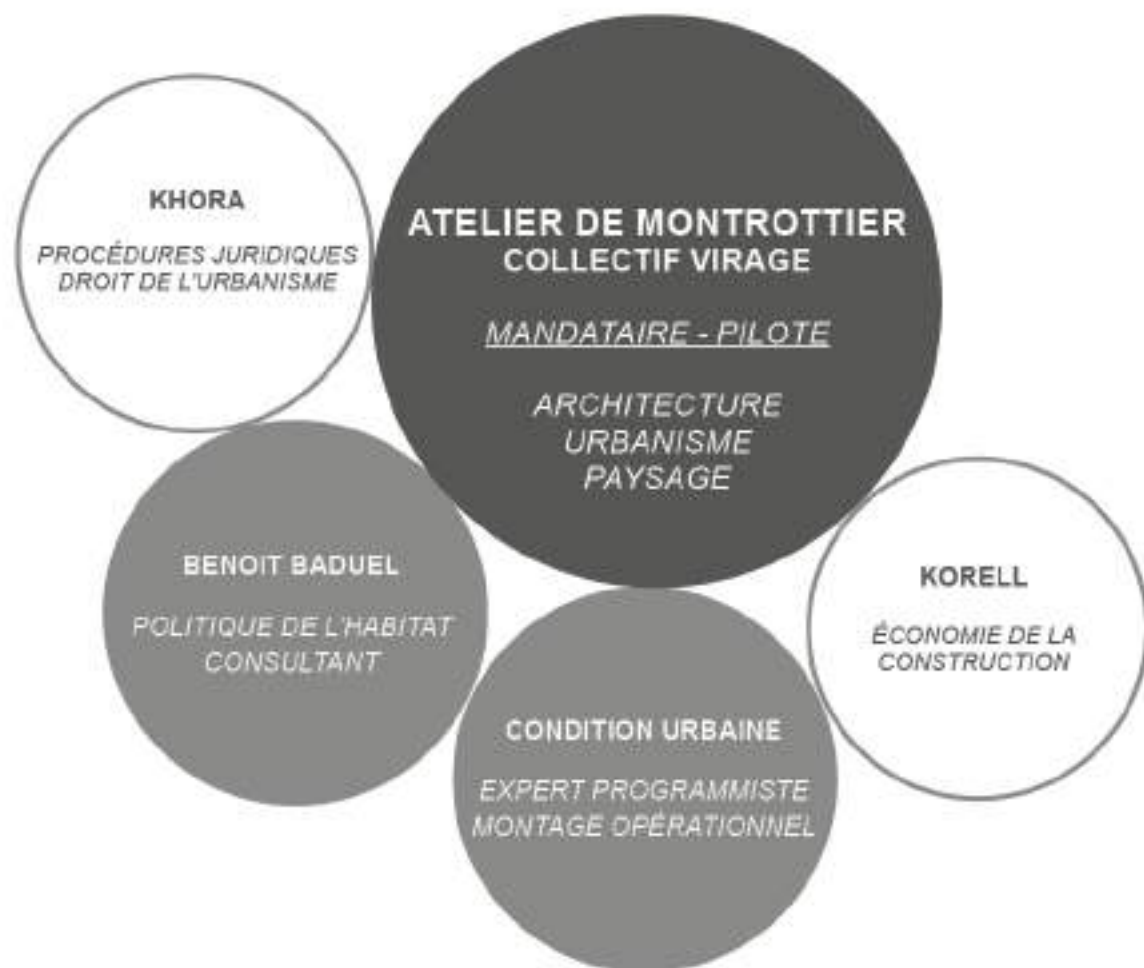 KHORA
PROCÉDURES JURIDIQUES
DROIT DE L'URBANISME
ATELIER DE MONTROTTIER
COLLECTIF VIRAGE
MANDATAIRE - PILOTE
ARCHITECTURE
URBANISME
PAYSAGE
BENOIT BADUEL
POLITIQUE DE L'HABITAT
CONSULTANT
CONDITION URBAINE
EXPERT PROGRAMMISTE
MONTAGE OPÉRATIONNEL
KORELL
ÉCONOMIE DE LA
CONSTRUCTION